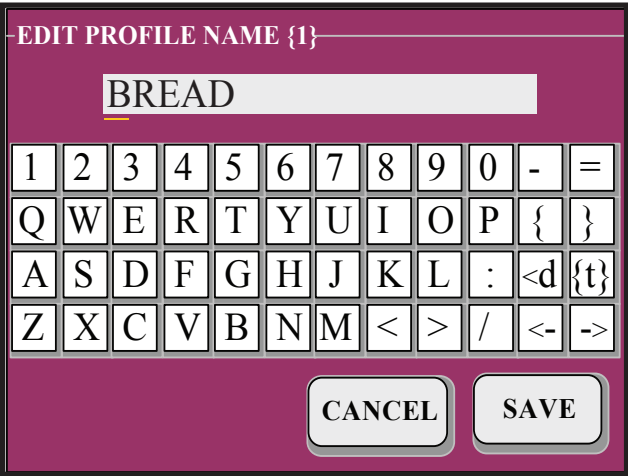 EDIT PROFILE NAME {1}
BREAD
1 2 3 4 5 6 7 8 9 0 - =
Q W E R T Y U I O P { }
A S D F G H J K L : <d {t}
Z X C V B N M < > / <- ->
CANCEL SAVE